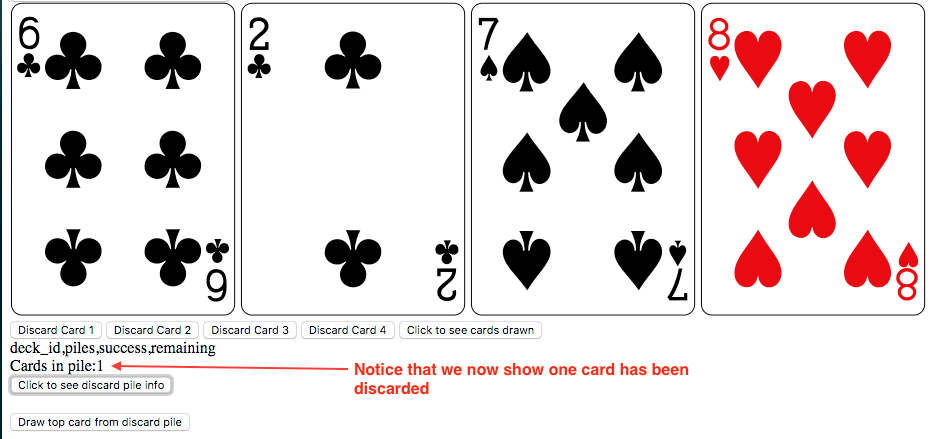 6
2
7
8
6
2
7
8
Discard Card 1 Discard Card 2 Discard Card 3 Discard Card 4 Click to see cards drawn
deck_id,piles,success,remaining
Cards in pile:1
Notice that we now show one card has been
discarded
Click to see discard pile info
Draw top card from discard pile